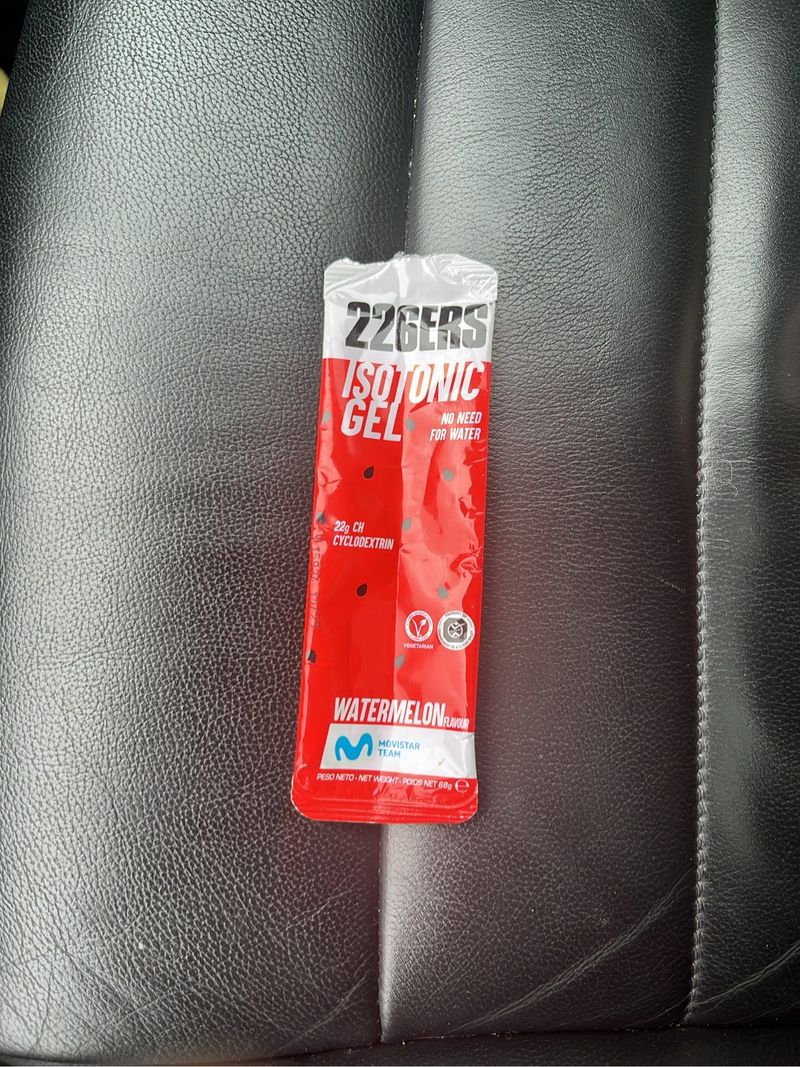 226ERS
ISOTONIC
GEL
NO NEED
FOR WATER
22g CH
CYCLODEXTRIN
VEGETARIAN
WATERMELON FLAVOUR
MOVISTAR
TEAM
PESO NETO - NET WEIGHT - POIDS NET 68g e